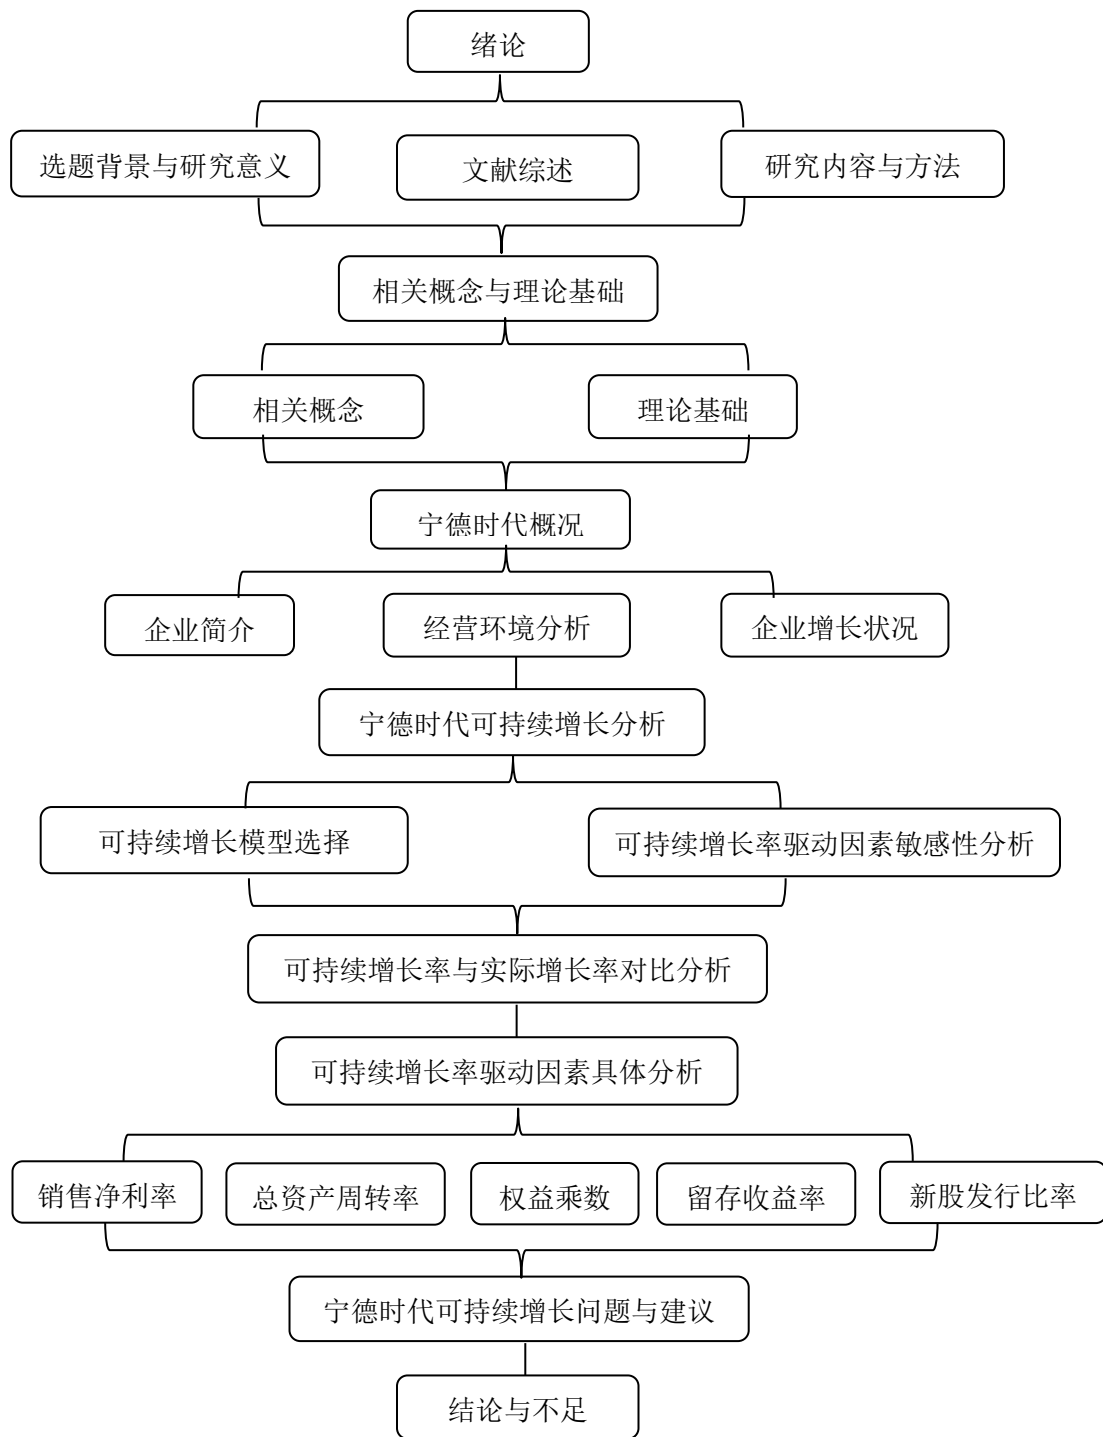 绪论
选题背景与研究意义
文献综述
研究内容与方法
相关概念与理论基础
相关概念
理论基础
宁德时代概况
企业简介
经营环境分析
企业增长状况
宁德时代可持续增长分析
可持续增长模型选择
可持续增长率驱动因素敏感性分析
可持续增长率与实际增长率对比分析
可持续增长率驱动因素具体分析
销售净利率
总资产周转率
权益乘数
留存收益率
新股发行比率
宁德时代可持续增长问题与建议
结论与不足